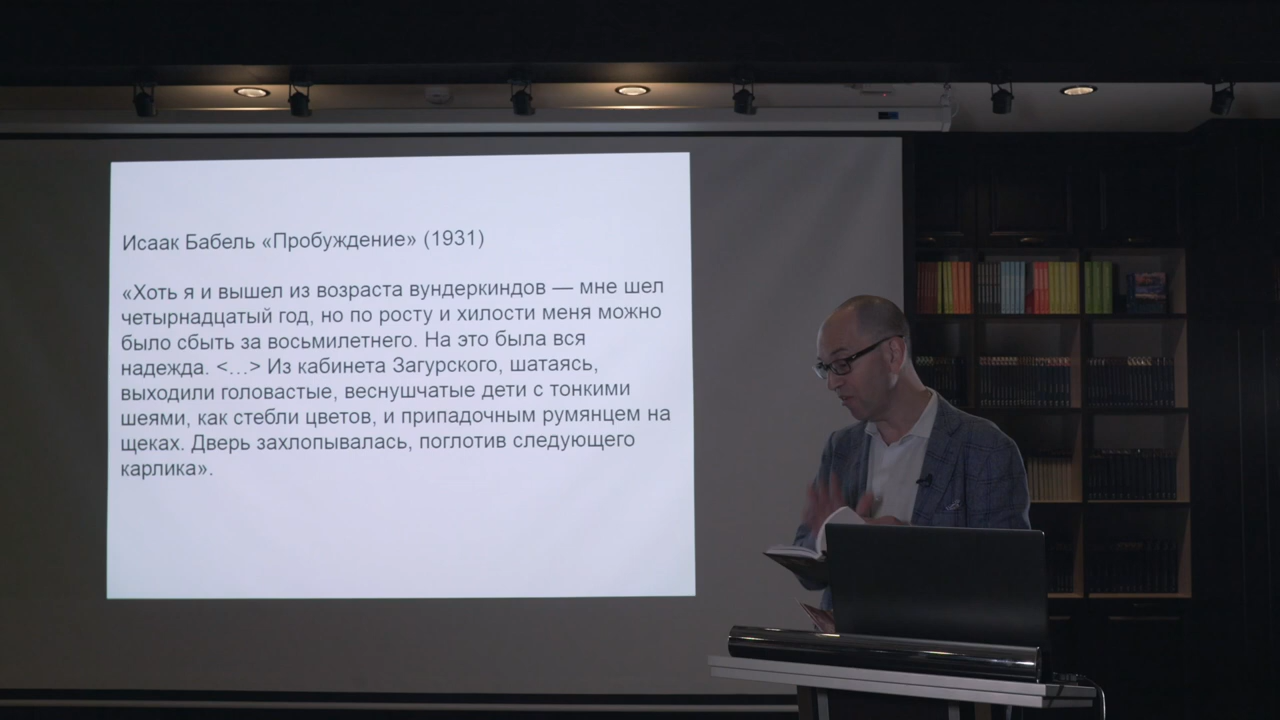 Исаак Бабель «Пробуждение» (1931)
«Хоть я и вышел из возраста вундеркиндов — мне шел
четырнадцатый год, но по росту и хилости меня можно
было сбыть за восьмилетнего. На это была вся
надежда. <…> Из кабинета Загурского, шатаясь,
выходили головастые, веснушчатые дети с тонкими
шеями, как стебли цветов, и припадочным румянцем на
щеках. Дверь захлопывалась, поглотив следующего
карлика».